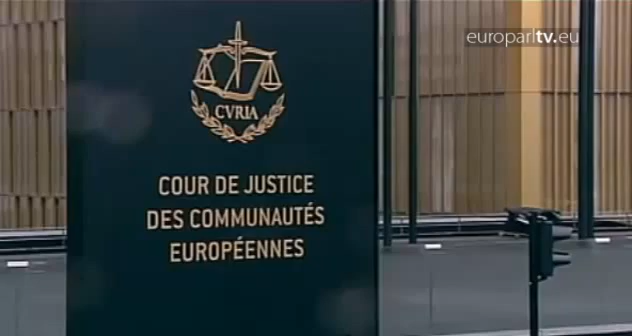 europarltv.eu
CVRIA
COUR DE JUSTICE
DES COMMUNAUTÉS
EUROPÉENNES